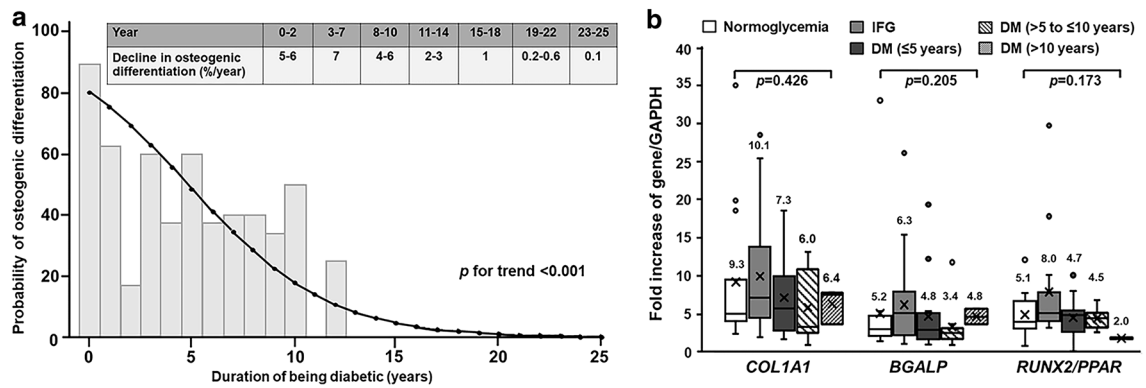 a
Year 0-2 3-7 8-10 11-14 15-18 19-22 23-25
Decline in osteogenic differentiation (%/year) 5-6 7 4-6 2-3 1 0.2-0.6 0.1
Probability of osteogenic differentiation
100
80
60
40
20
0
p for trend <0.001
0 5 10 15 20 25
Duration of being diabetic (years)
b
Normoglycemia IFG DM (>5 to ≤10 years)
DM (≤5 years) DM (>10 years)
Fold increase of gene/GAPDH
40
35
30
25
20
15
10
5
0
p=0.426 p=0.205 p=0.173
9.3 10.1 7.3 6.0 6.4
5.2 6.3 4.8 3.4 4.8
5.1 8.0 4.7 4.5 2.0
COL1A1 BGALP RUNX2/PPAR